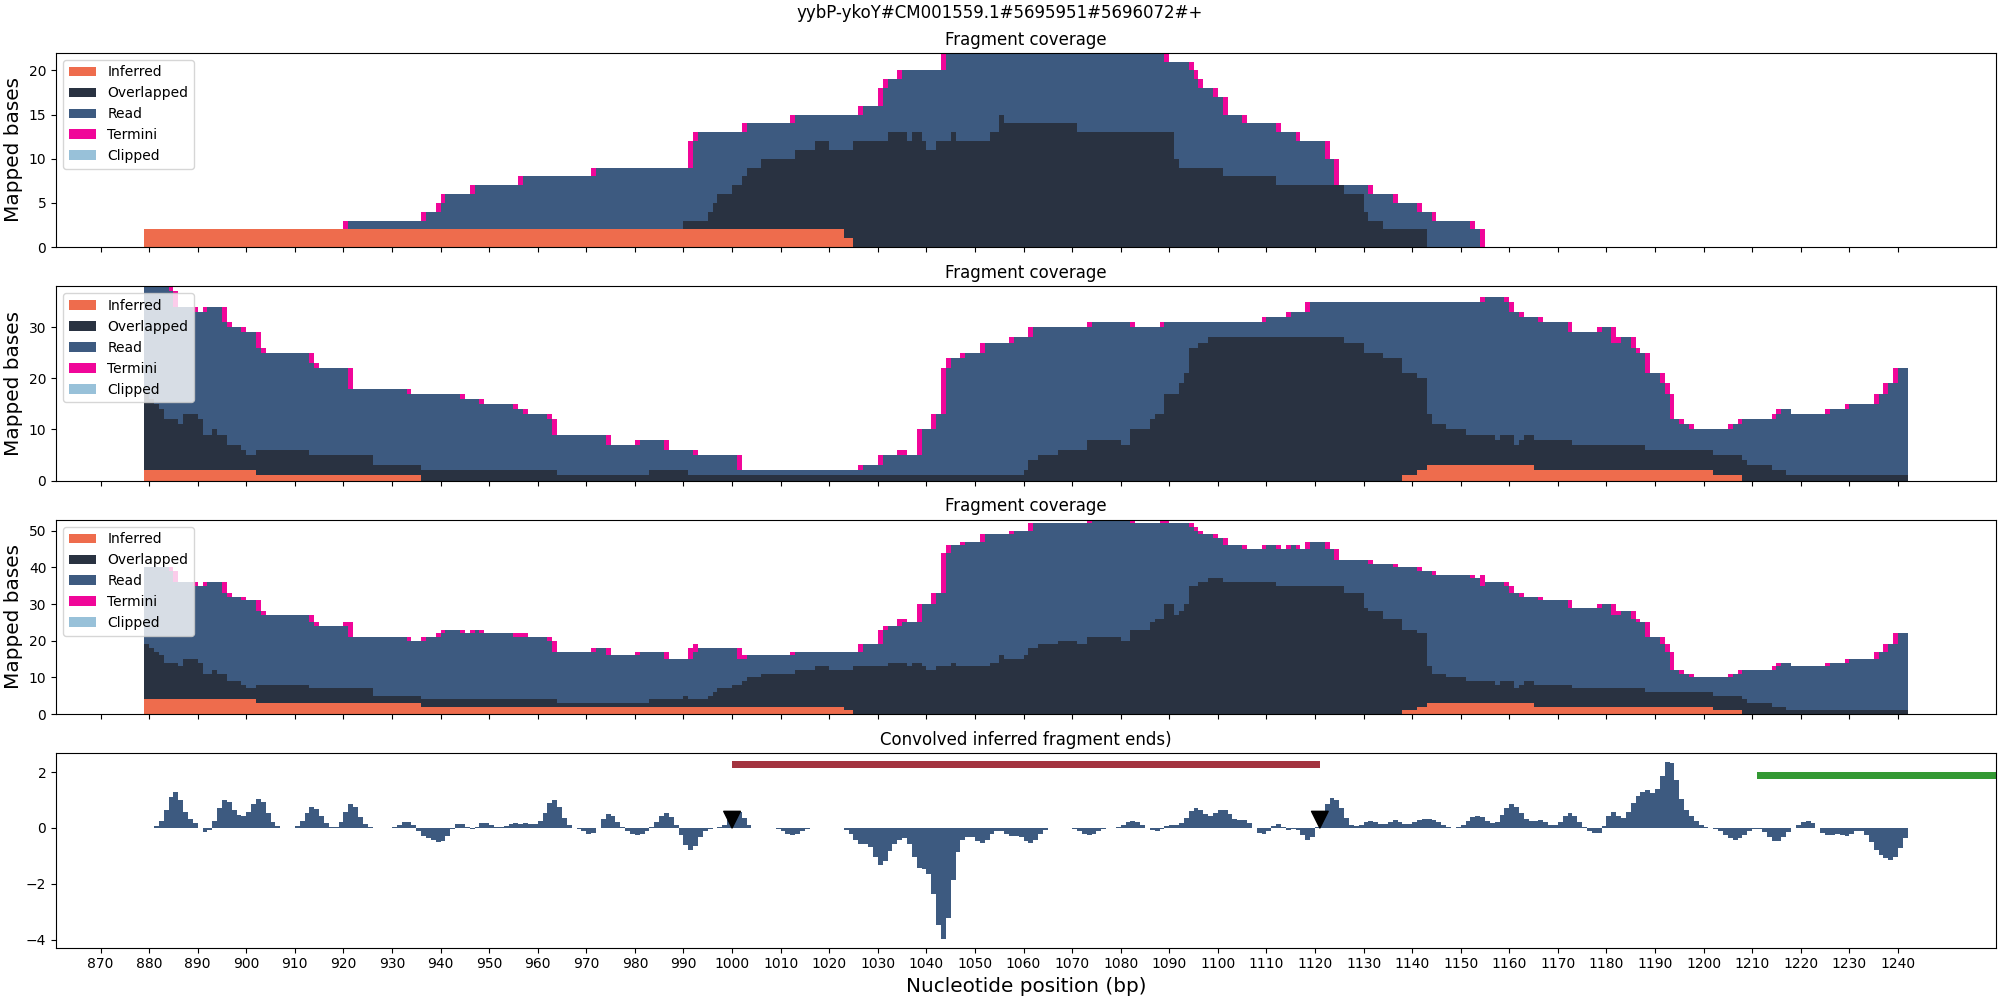 yybP-ykoY#CM001559.1#5695951#5696072#+
Fragment coverage
Mapped bases
20
15
10
5
0
Inferred
Overlapped
Read
Termini
Clipped
Fragment coverage
Mapped bases
30
20
10
0
Inferred
Overlapped
Read
Termini
Clipped
Fragment coverage
Mapped bases
50
40
30
20
10
0
Inferred
Overlapped
Read
Termini
Clipped
Convolved inferred fragment ends)
2
0
−2
−4
870 880 890 900 910 920 930 940 950 960 970 980 990 1000 1010 1020 1030 1040 1050 1060 1070 1080 1090 1100 1110 1120 1130 1140 1150 1160 1170 1180 1190 1200 1210 1220 1230 1240
Nucleotide position (bp)